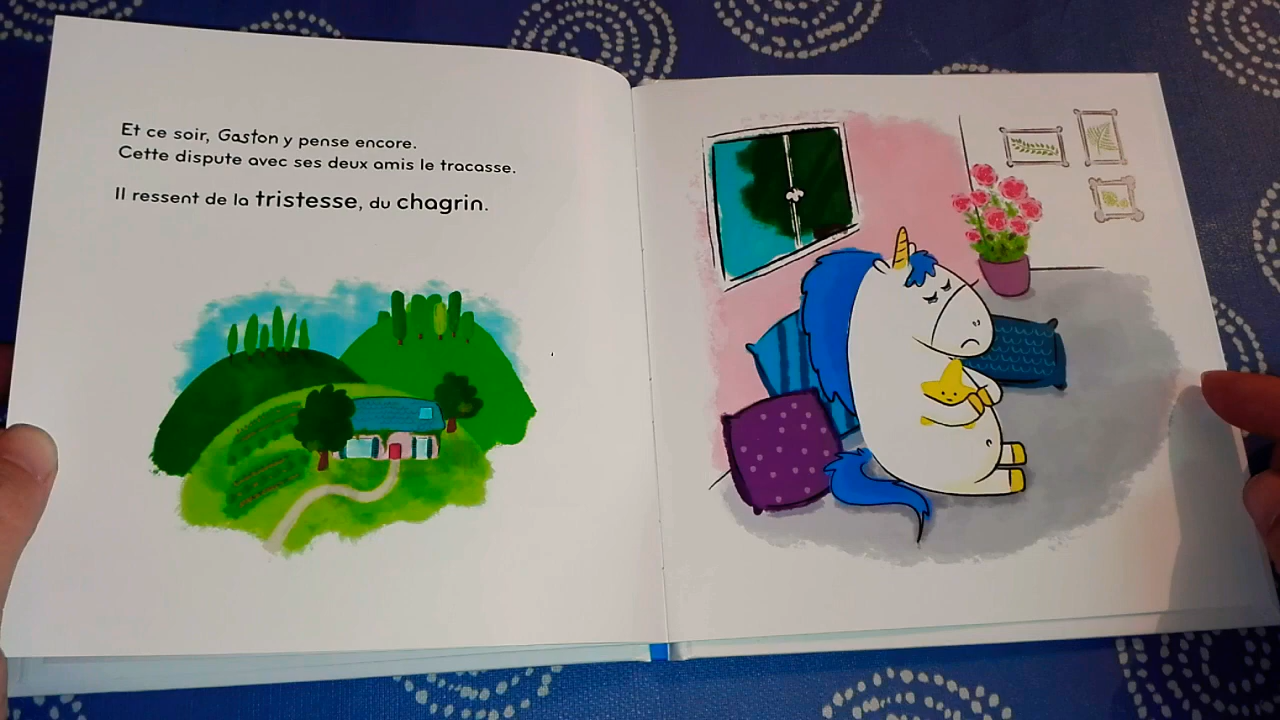 Et ce soir, Gaston y pense encore.
Cette dispute avec ses deux amis le tracasse.
Il ressent de la tristesse, du chagrin.